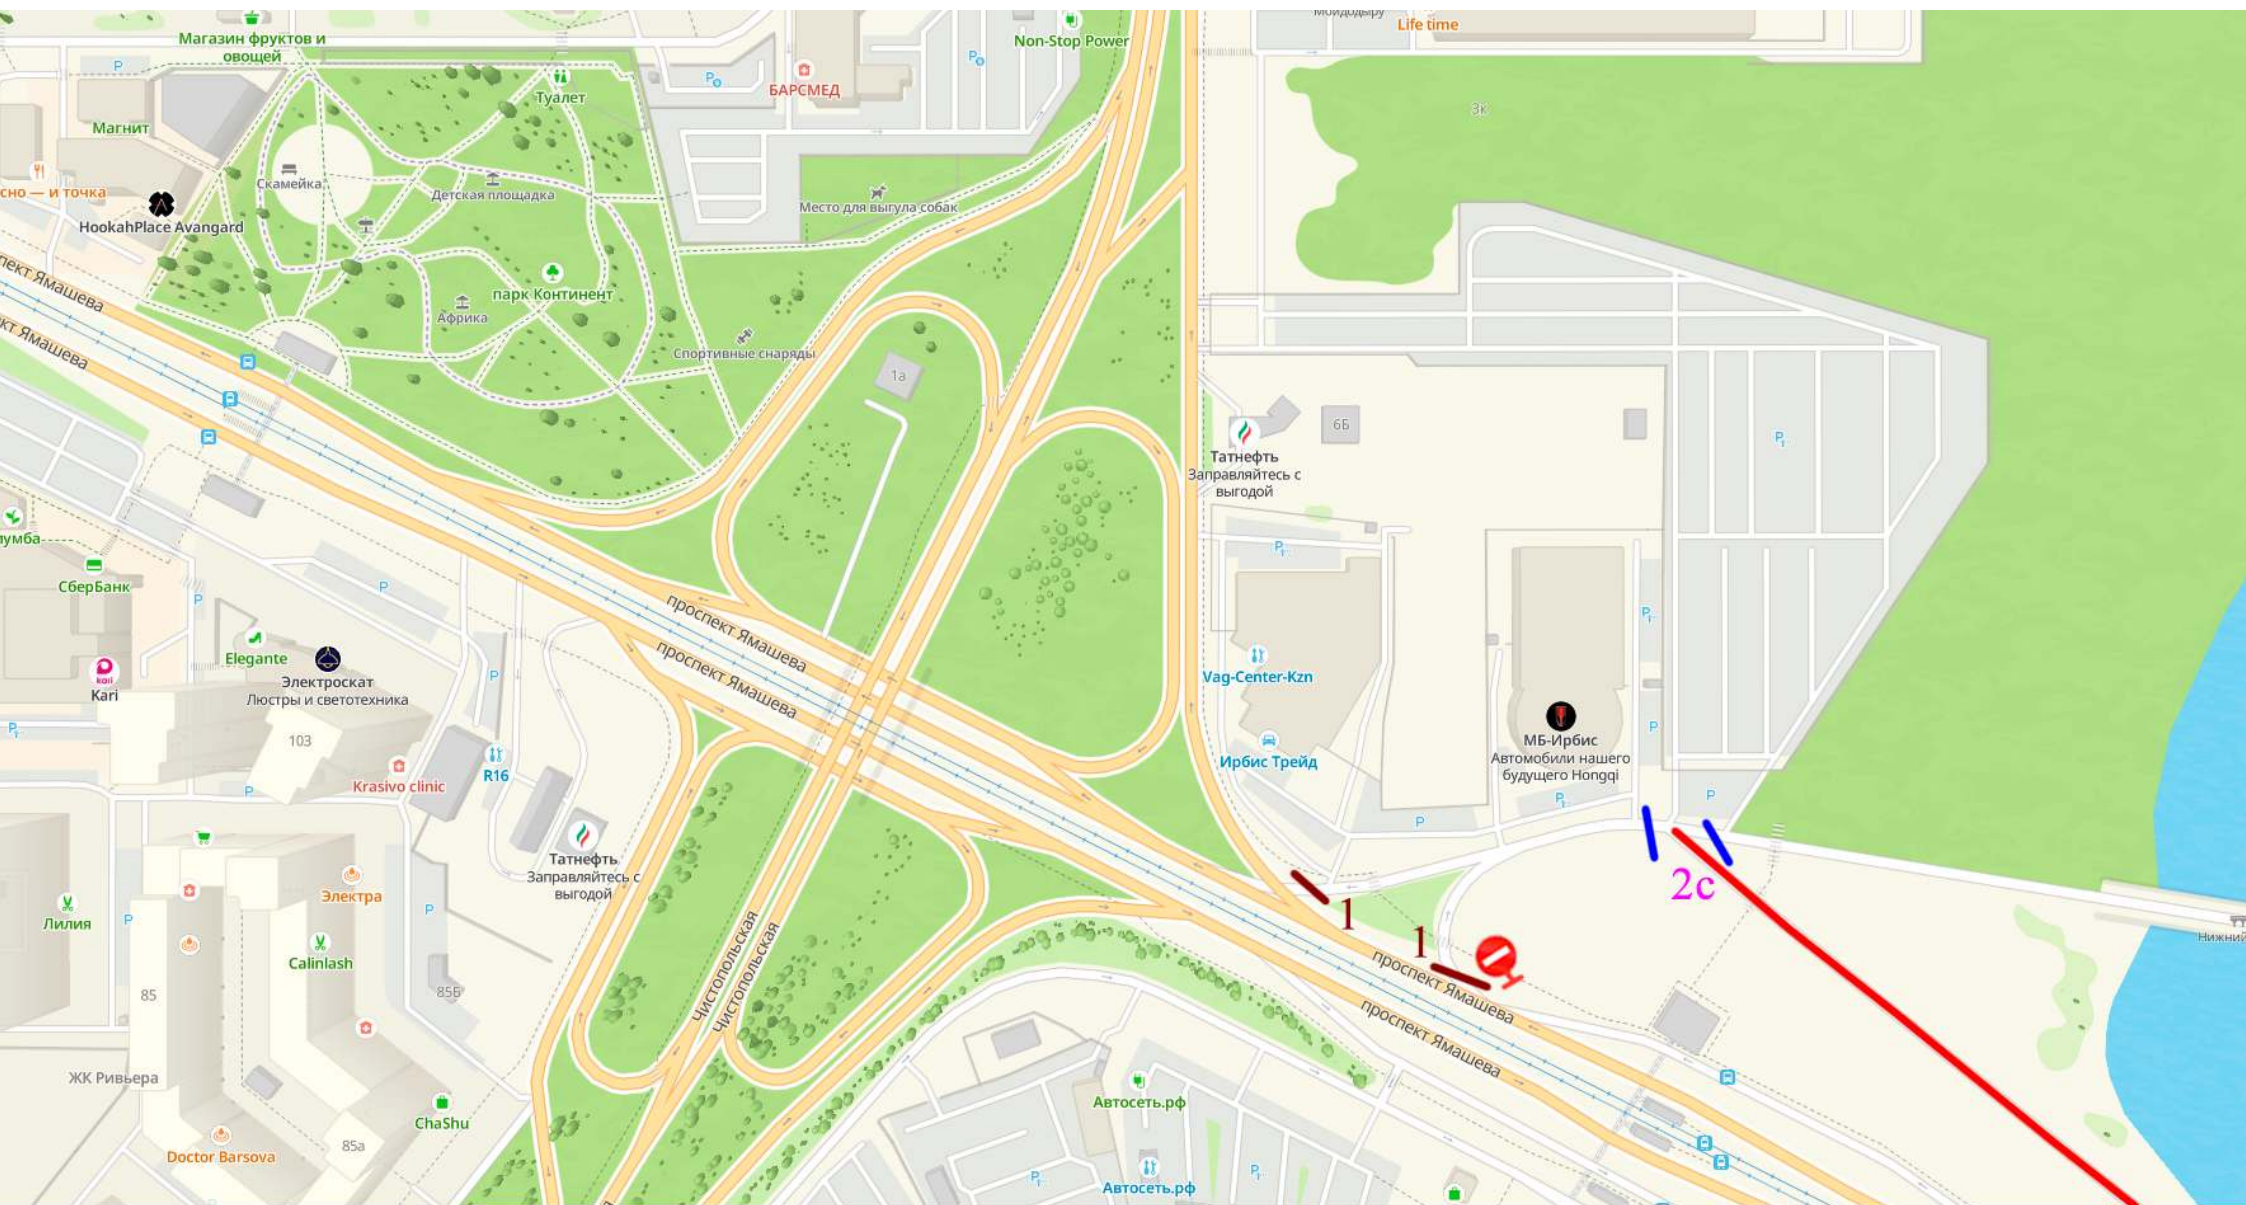 Мойдодыру
Life time
Магазин фруктов и
овощей
Non-Stop Power
P
P
P
Туалет
БАРСМЕД
3к
Магнит
Скамейка
Детская площадка
сно — и точка
Место для выгула собак
HookahPlace Avangard
парк Континент
Африка
Спортивные снаряды
проспект Ямашева
1а
6Б
P
Татнефть
Заправляйтесь с
выгодой
P
СберБанк
P
P
P
проспект Ямашева
проспект Ямашева
Elegante
Электроскат
Люстры и светотехника
kari
Kari
P
P
103
Vag-Center-Kzn
P
МБ-Ирбис
Автомобили нашего
будущего Hongqi
Ирбис Трейд
R16
Krasivo clinic
P
P
P
P
Татнефть
Заправляйтесь с
выгодой
2с
1
1
Электра
Лилия
P
P
Calinlash
Чистопольская
Чистопольская
проспект Ямашева
проспект Ямашева
Нижний
85
85Б
ЖК Ривьера
Автосеть.рф
ChaShu
85а
Doctor Barsova
P
P
Автосеть.рф